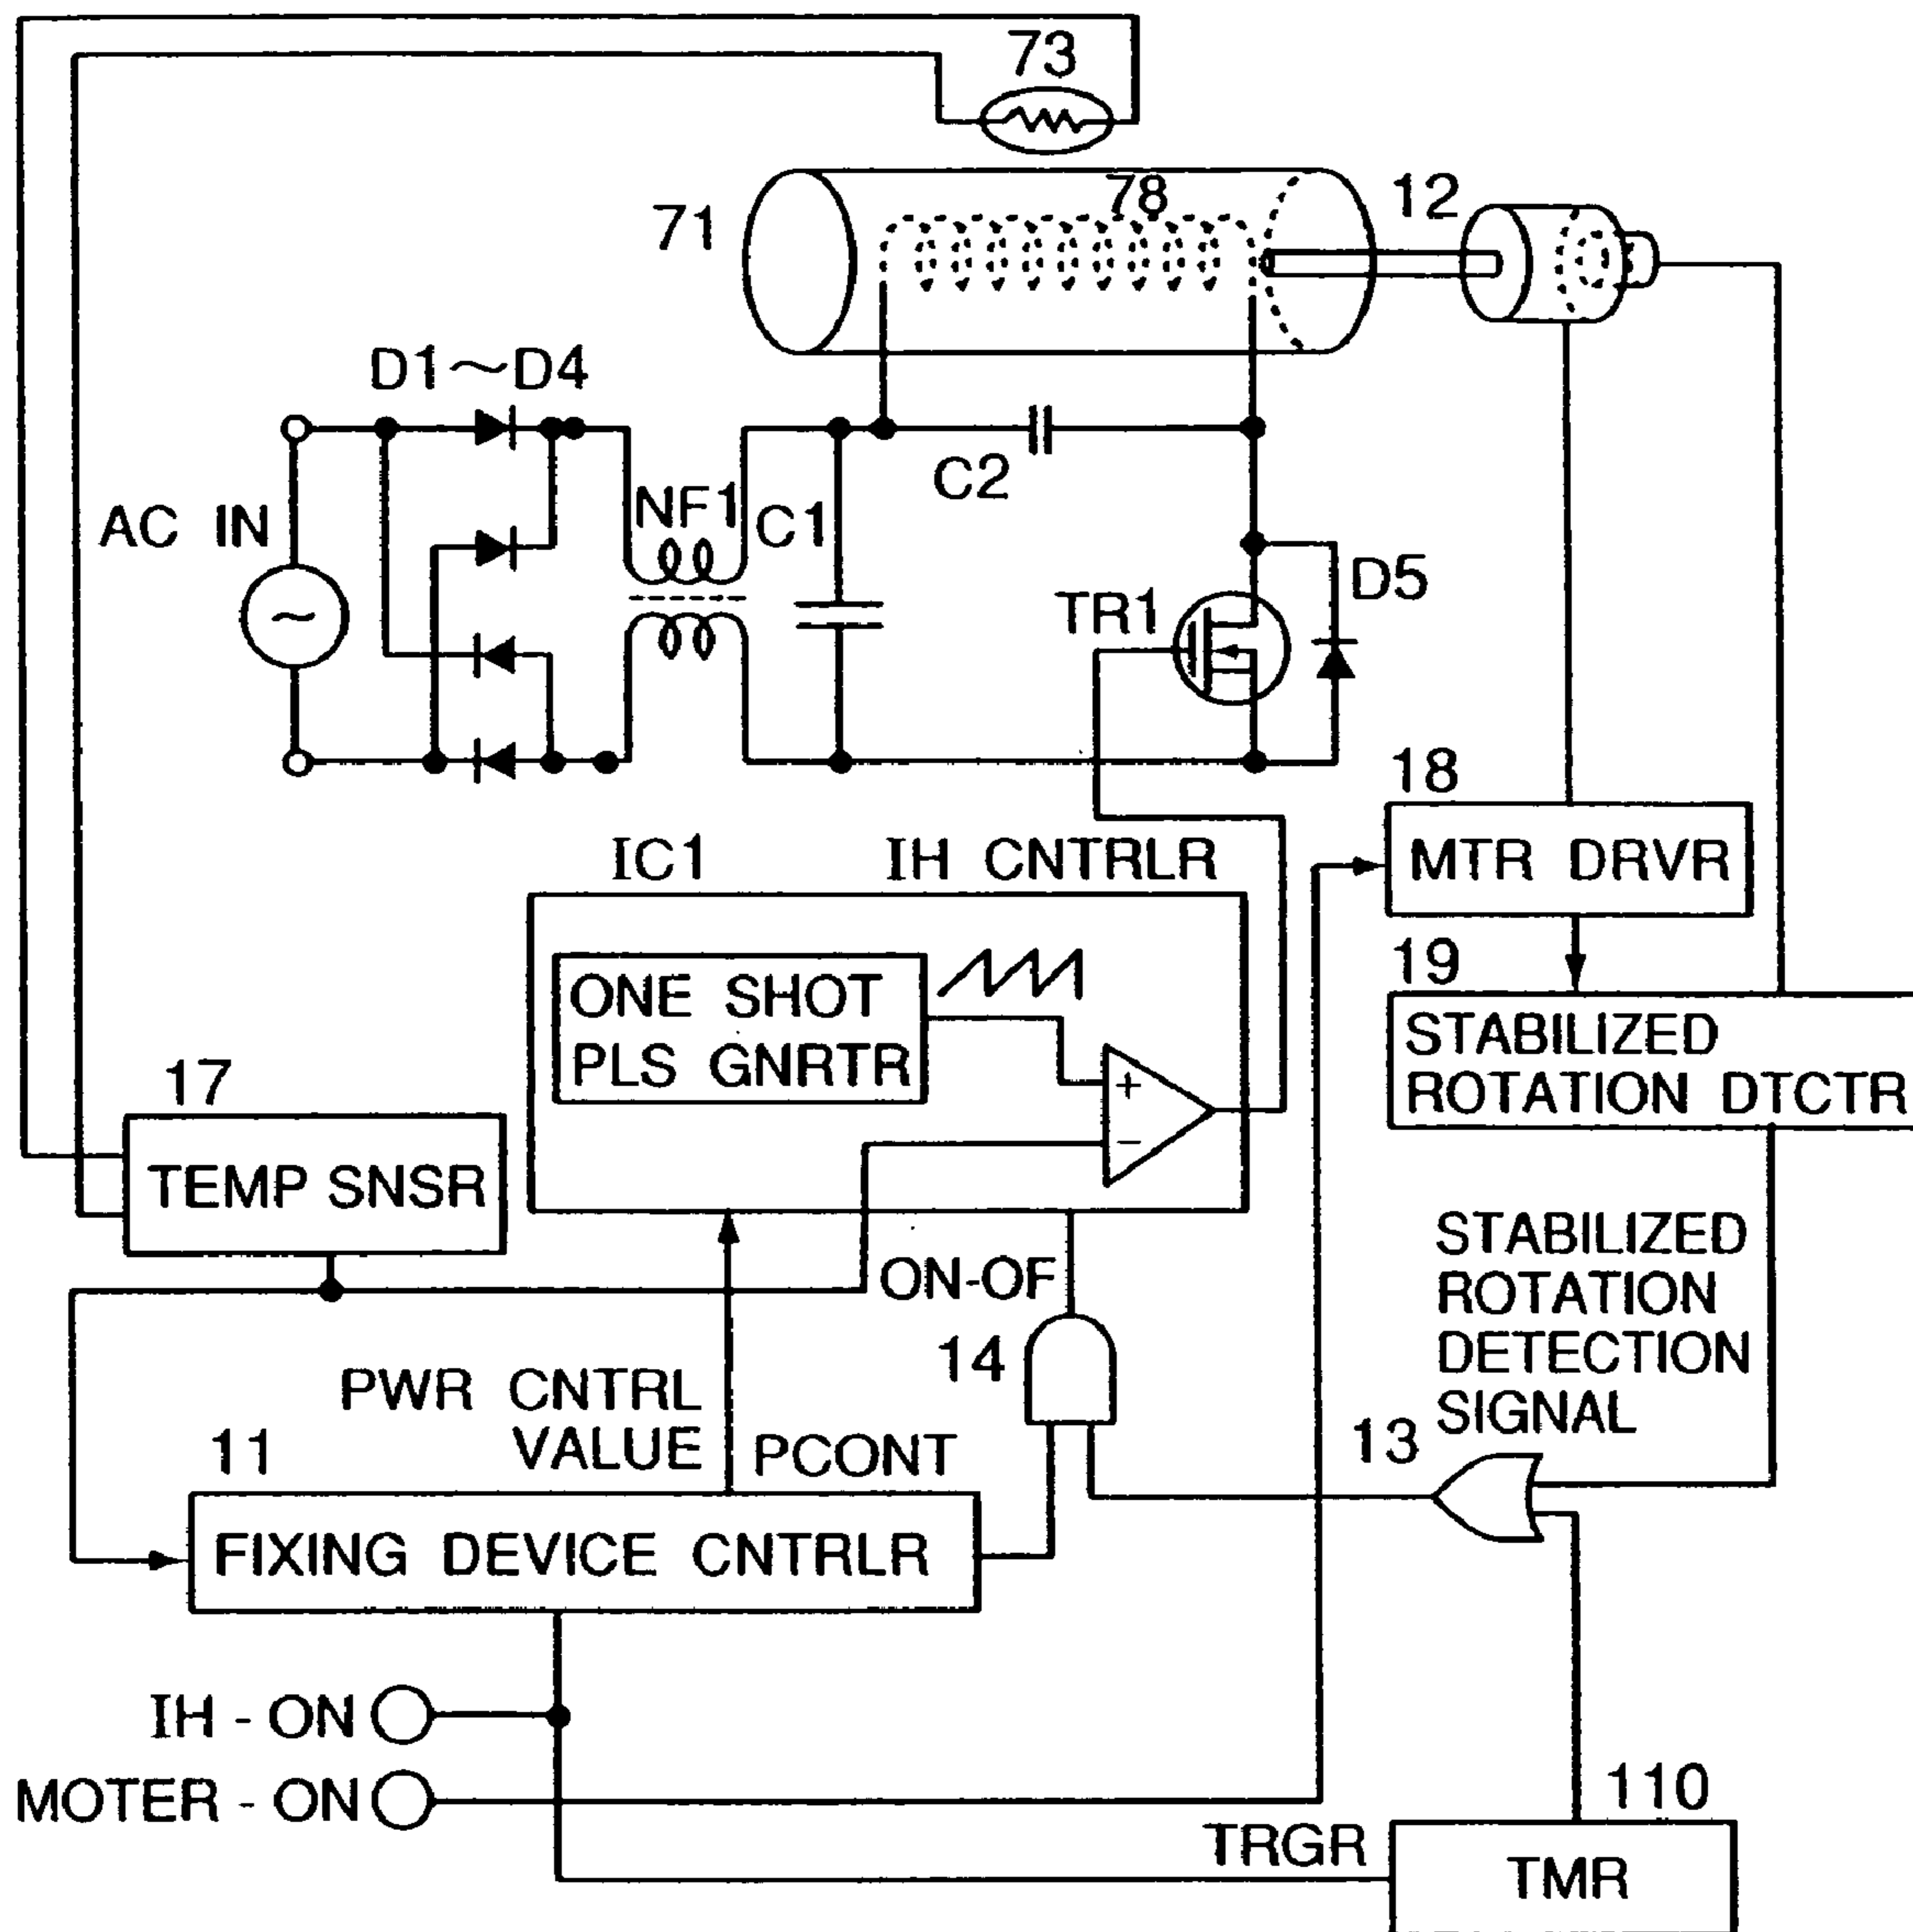 73
78
12
71
D1～D4
NF1
C1
C2
AC IN
~
D5
TR1
18
MTR DRVR
IC1
IH CNTRLR
ONE SHOT
PLS GNRTR
+
−
19
STABILIZED
ROTATION DTCTR
17
TEMP SNSR
ON-OF
STABILIZED
ROTATION
DETECTION
SIGNAL
14
PWR CNTRL
VALUE
PCONT
13
11
FIXING DEVICE CNTRLR
IH - ON
MOTER - ON
110
TRGR
TMR